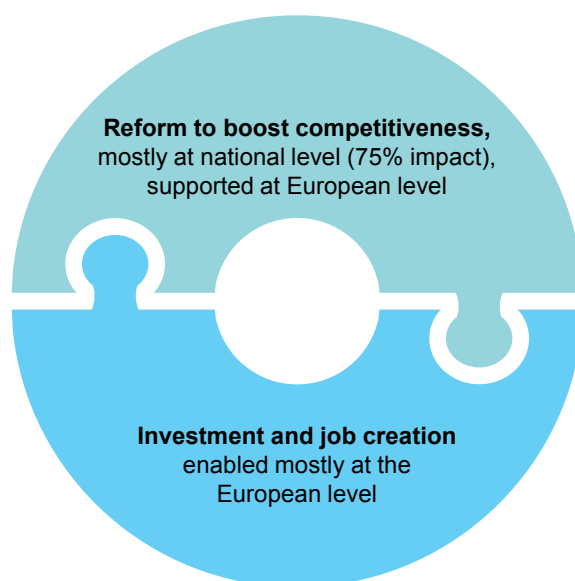 Reform to boost competitiveness,
mostly at national level (75% impact),
supported at European level
Investment and job creation
enabled mostly at the
European level